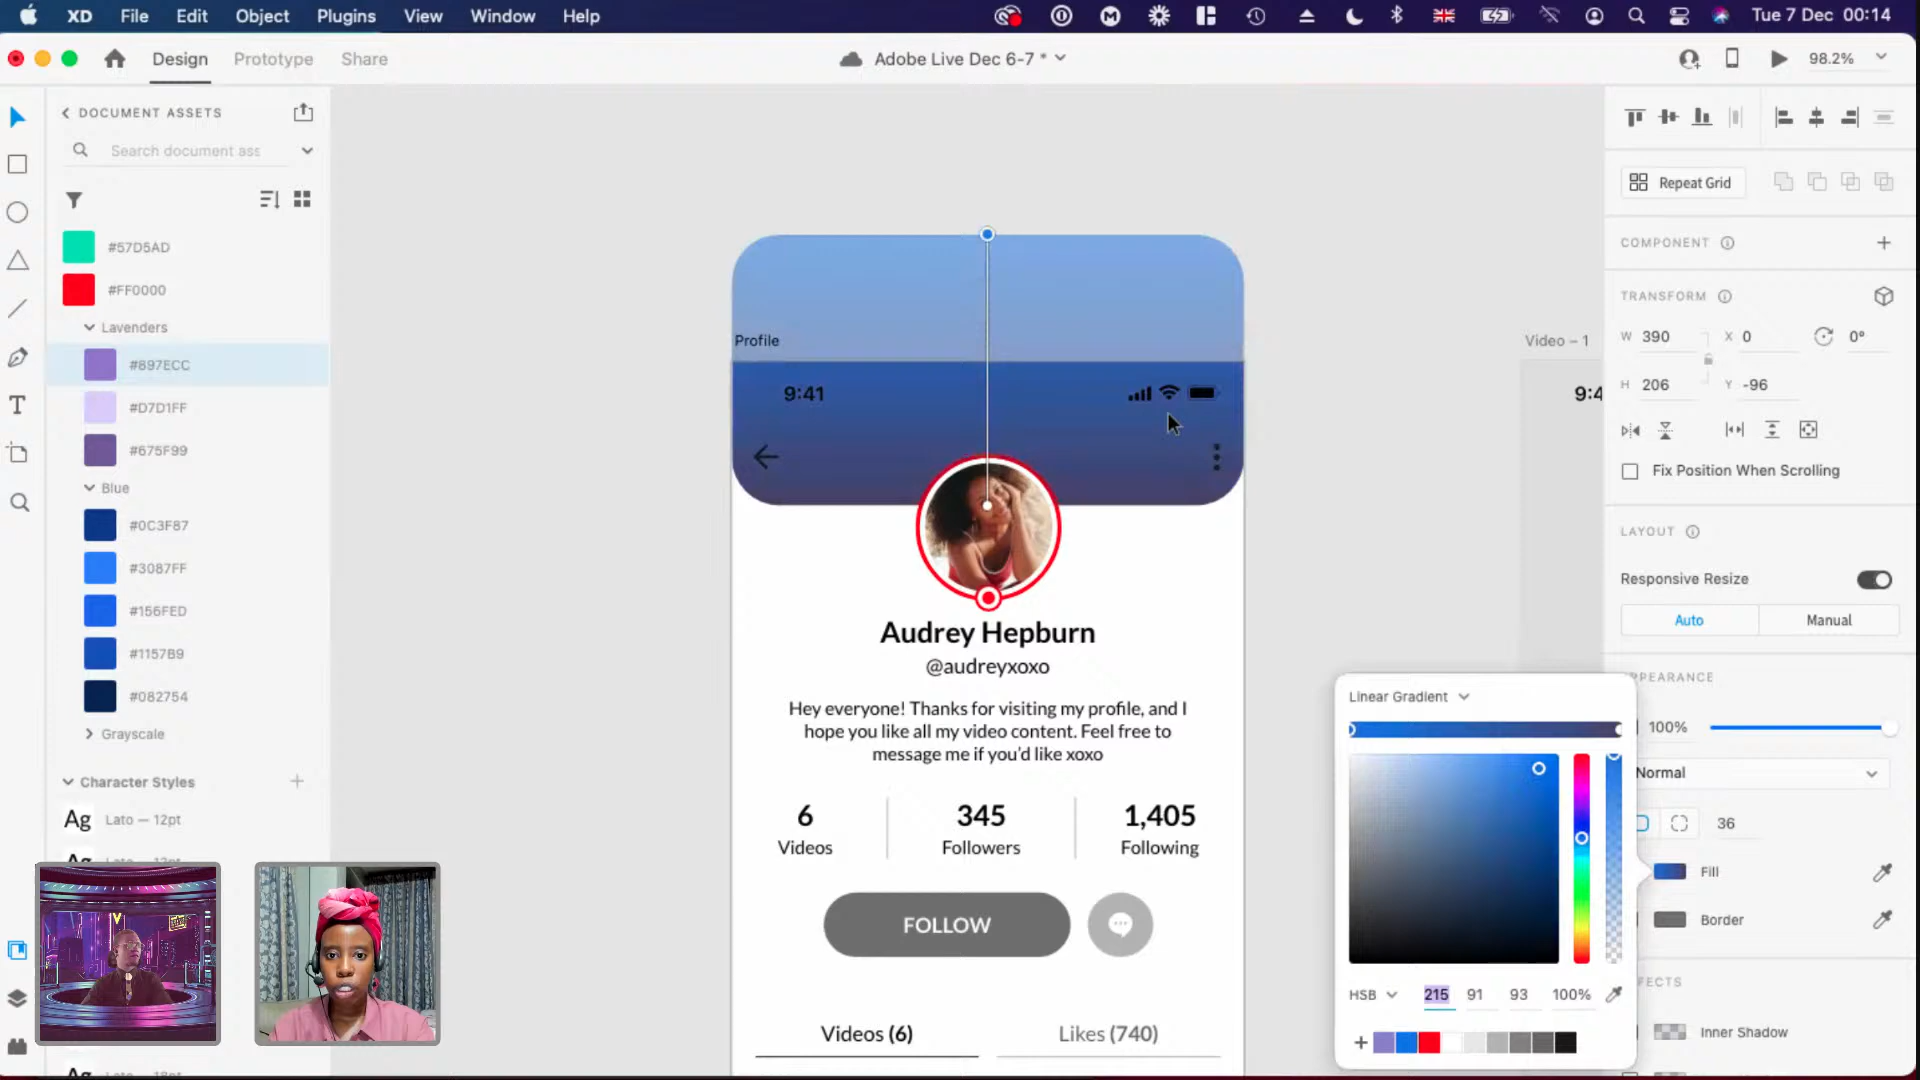 XD File Edit Object Plugins View Window Help Tue 7 Dec 00:14
Design Prototype Share Adobe Live Dec 6-7 * 98.2%
DOCUMENT ASSETS
Search document ass
#57D5AD
#FF0000
Lavenders
#897ECC
#D7D1FF
#675F99
Blue
#0C3F87
#3087FF
#156FED
#1157B9
#082754
Grayscale
Character Styles
Ag Lato — 12pt
Profile
9:41
Audrey Hepburn
@audreyxoxo
Hey everyone! Thanks for visiting my profile, and I
hope you like all my video content. Feel free to
message me if you'd like xoxo
6 345 1,405
Videos Followers Following
FOLLOW
Videos (6) Likes (740)
Video – 1
9:4
Linear Gradient
HSB 215 91 93 100%
Repeat Grid
COMPONENT
TRANSFORM
W 390 X 0 0°
H 206 Y -96
Fix Position When Scrolling
LAYOUT
Responsive Resize
Auto Manual
PPEARANCE
100%
Normal
36
Fill
Border
FECTS
Inner Shadow